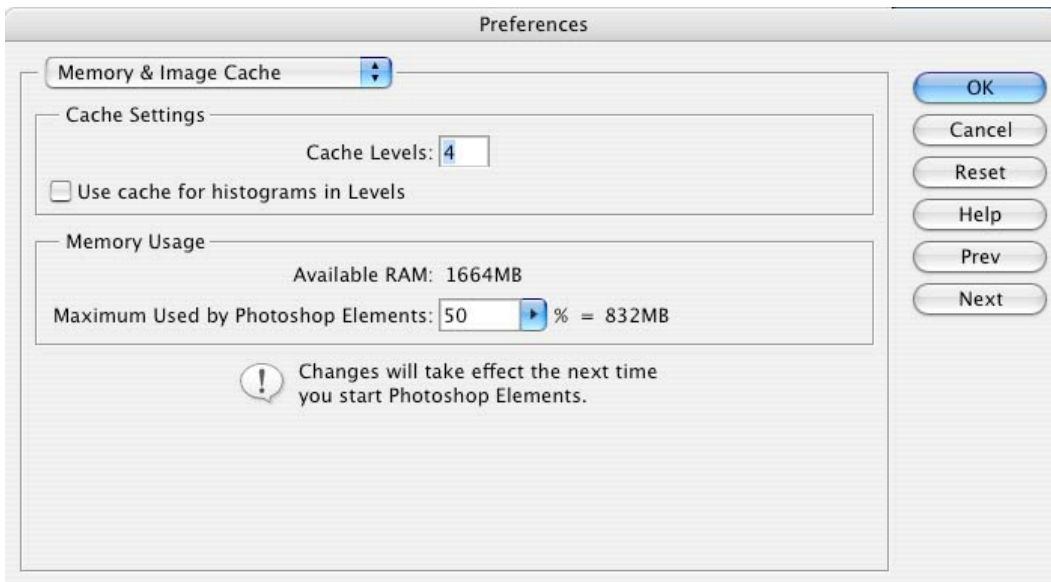 Preferences
Memory & Image Cache
Cache Settings
Cache Levels: 4
Use cache for histograms in Levels
Memory Usage
Available RAM: 1664MB
Maximum Used by Photoshop Elements: 50 % = 832MB
Changes will take effect the next time
you start Photoshop Elements.
OK
Cancel
Reset
Help
Prev
Next